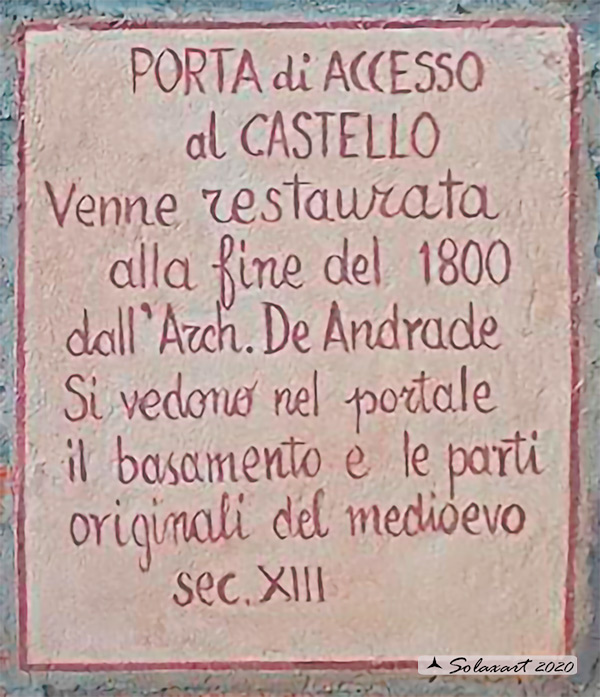 PORTA di ACCESSO
al CASTELLO
Venne restaurata
alla fine del 1800
dall'Arch. De Andrade
Si vedono nel portale
il basamento e le parti
originali del medioevo
sec. XIII
Solaxart 2020